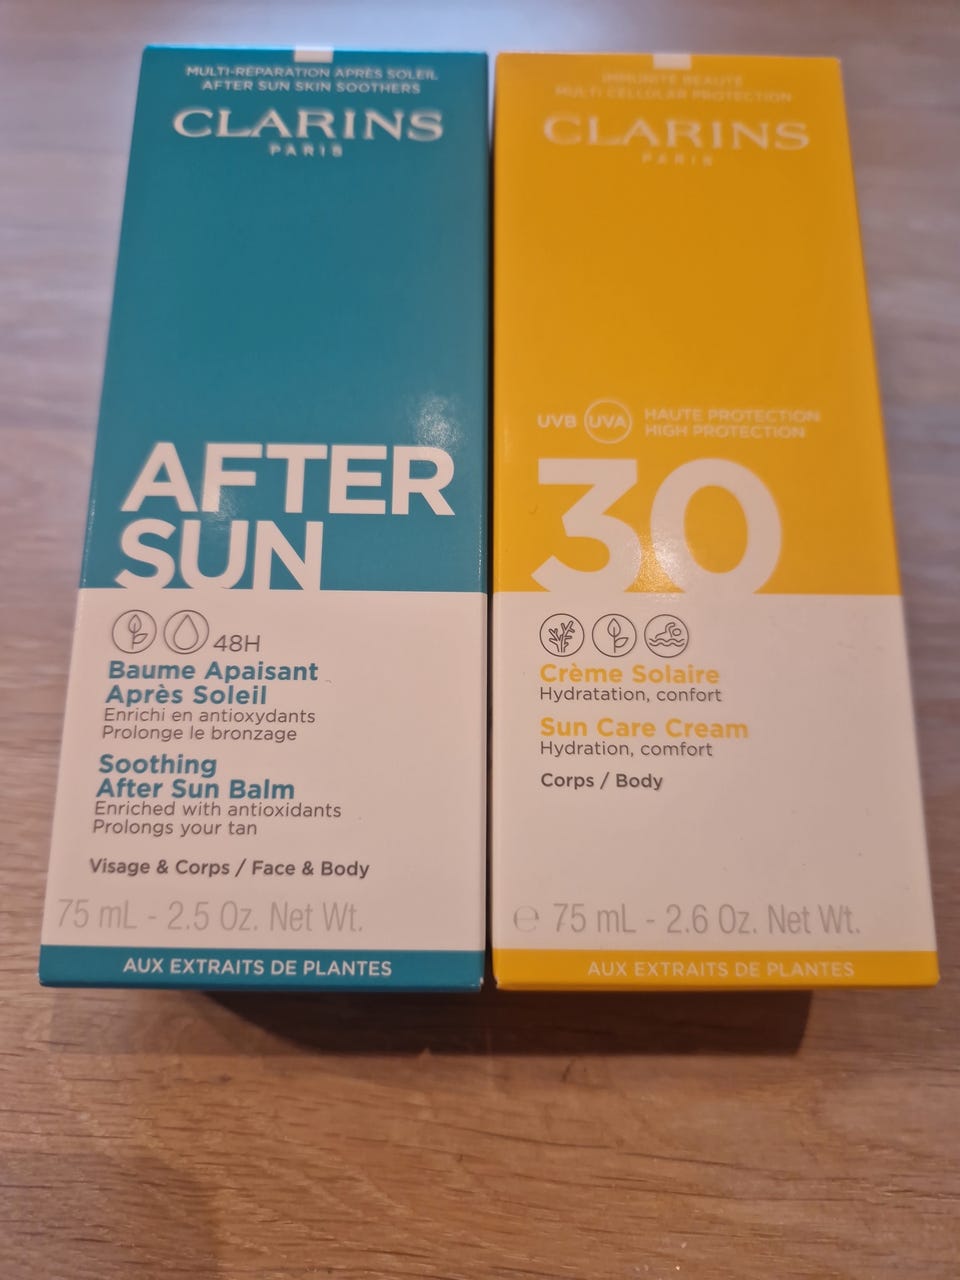 MULTI-RÉPARATION APRÈS SOLEIL
AFTER SUN SKIN SOOTHERS
CLARINS
PARIS
AFTER
SUN
48H
Baume Apaisant
Après Soleil
Enrichi en antioxydants
Prolonge le bronzage
Soothing
After Sun Balm
Enriched with antioxidants
Prolongs your tan
Visage & Corps / Face & Body
75 mL - 2.5 Oz. Net Wt.
AUX EXTRAITS DE PLANTES
IMMUNITÉ BEAUTÉ
MULTI CELLULAR PROTECTION
CLARINS
PARIS
UVB UVA HAUTE PROTECTION
HIGH PROTECTION
30
Crème Solaire
Hydratation, confort
Sun Care Cream
Hydration, comfort
Corps / Body
℮ 75 mL - 2.6 Oz. Net Wt.
AUX EXTRAITS DE PLANTES